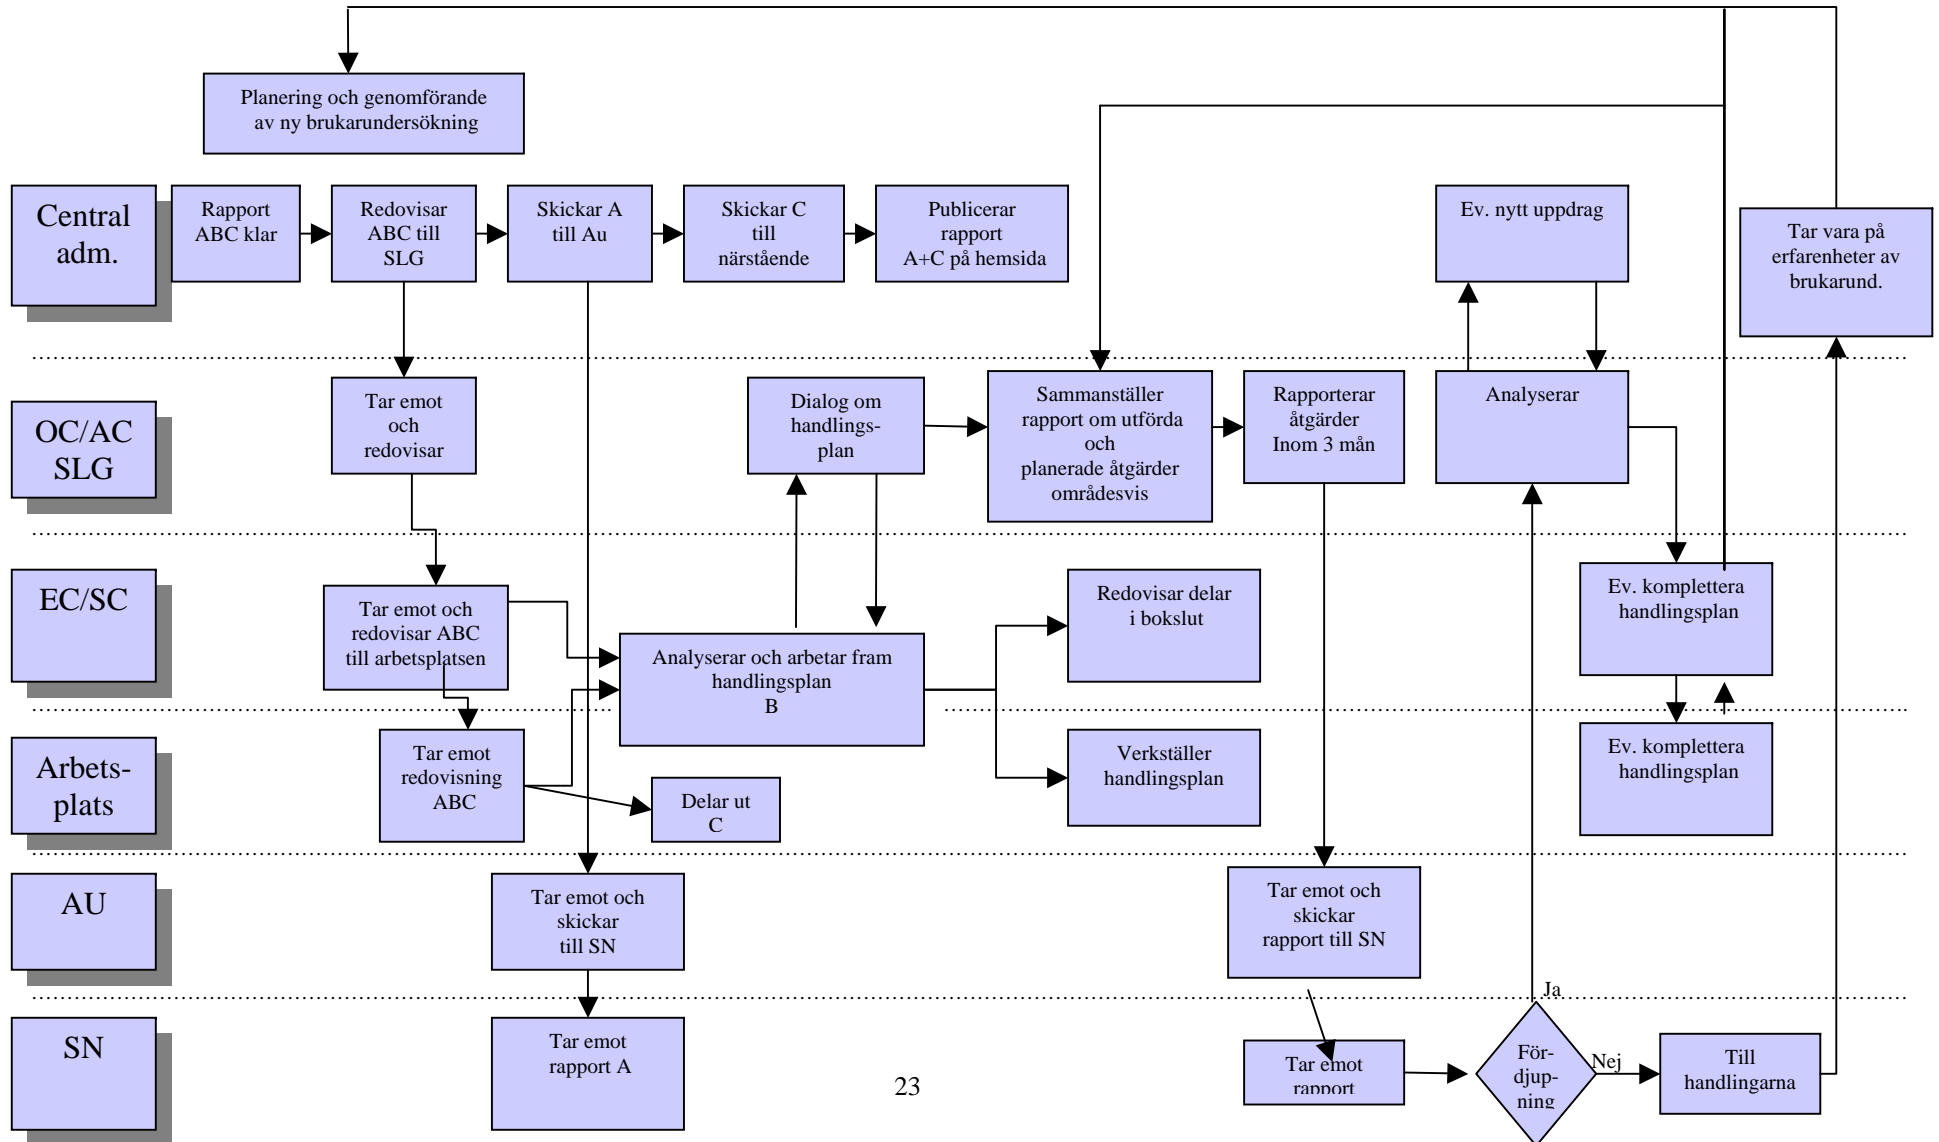 Planering och genomförande
av ny brukarundersökning
Central
adm.
Rapport
ABC klar
Redovisar
ABC till
SLG
Skickar A
till Au
Skickar C
till
närstående
Publicerar
rapport
A+C på hemsida
Ev. nytt uppdrag
Tar vara på
erfarenheter av
brukarund.
OC/AC
SLG
Tar emot
och
redovisar
Dialog om
handlings-
plan
Sammanställer
rapport om utförda
och
planerade åtgärder
områdesvis
Rapporterar
åtgärder
Inom 3 mån
Analyserar
EC/SC
Tar emot och
redovisar ABC
till arbetsplatsen
Analyserar och arbetar fram
handlingsplan
B
Redovisar delar
i bokslut
Ev. komplettera
handlingsplan
Arbets-
plats
Tar emot
redovisning
ABC
Delar ut
C
Verkställer
handlingsplan
Ev. komplettera
handlingsplan
AU
Tar emot och
skickar
till SN
Tar emot och
skickar
rapport till SN
SN
Tar emot
rapport A
Tar emot
rapport
Ja
För-
djup-
ning
Nej
Till
handlingarna
23